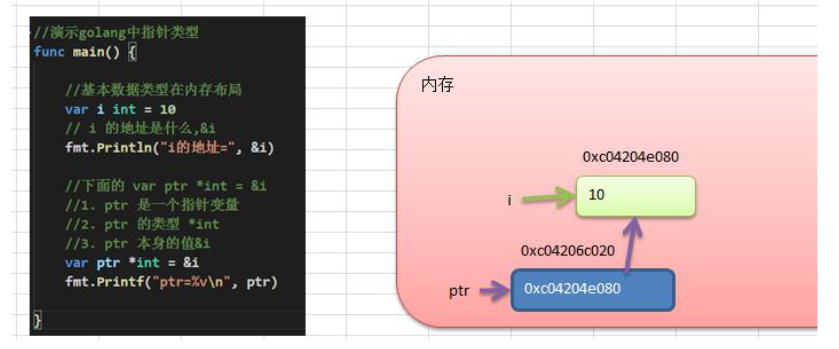 //演示golang中指针类型
func main() {
//基本数据类型在内存布局
var i int = 10
// i 的地址是什么,&i
fmt.Println("i的地址=", &i)
//下面的 var ptr *int = &i
//1. ptr 是一个指针变量
//2. ptr 的类型 *int
//3. ptr 本身的值&i
var ptr *int = &i
fmt.Printf("ptr=%v\n", ptr)
}
内存
0xc04204e080
i
10
0xc04206c020
ptr
0xc04204e080